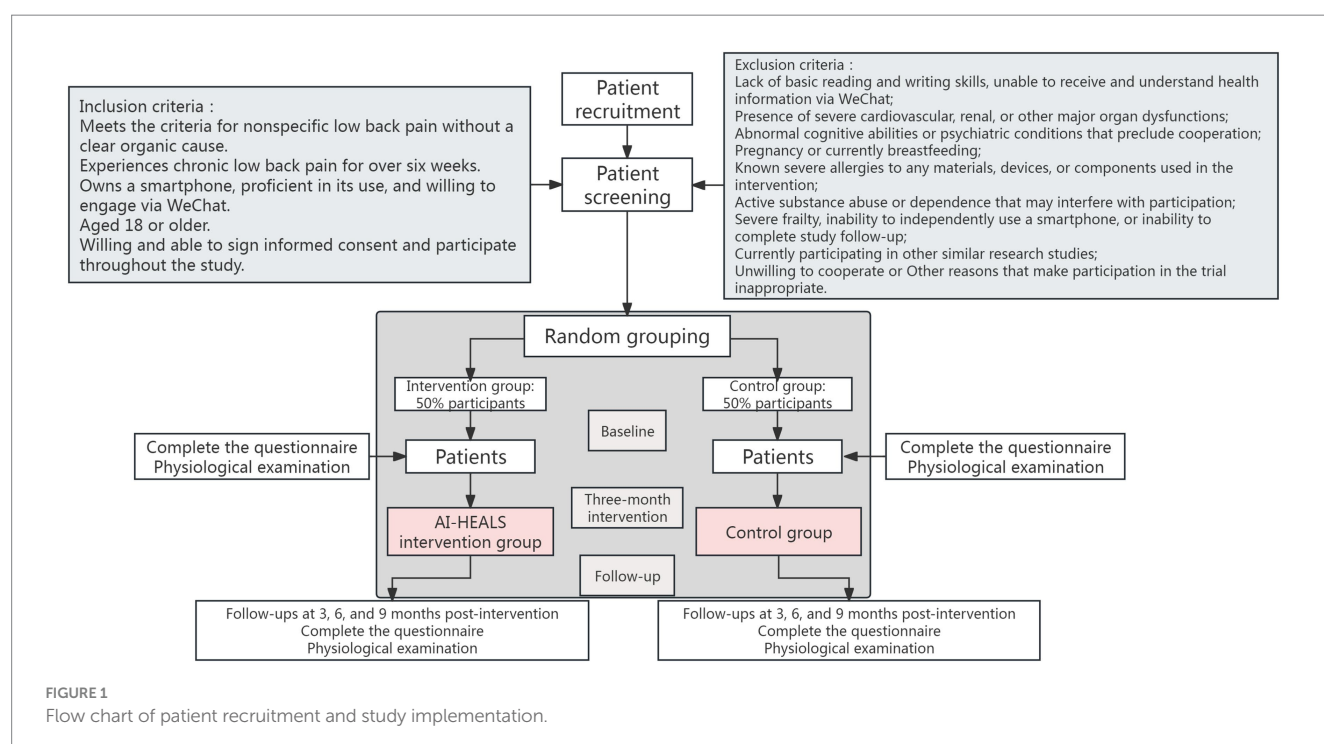 Patient
recruitment
Inclusion criteria :
Meets the criteria for nonspecific low back pain without a
clear organic cause.
Experiences chronic low back pain for over six weeks.
Owns a smartphone, proficient in its use, and willing to
engage via WeChat.
Aged 18 or older.
Willing and able to sign informed consent and participate
throughout the study.
Patient
screening
Exclusion criteria :
Lack of basic reading and writing skills, unable to receive and understand health
information via WeChat;
Presence of severe cardiovascular, renal, or other major organ dysfunctions;
Abnormal cognitive abilities or psychiatric conditions that preclude cooperation;
Pregnancy or currently breastfeeding;
Known severe allergies to any materials, devices, or components used in the
intervention;
Active substance abuse or dependence that may interfere with participation;
Severe frailty, inability to independently use a smartphone, or inability to
complete study follow-up;
Currently participating in other similar research studies;
Unwilling to cooperate or Other reasons that make participation in the trial
inappropriate.
Random grouping
Intervention group:
50% participants
Control group:
50% participants
Baseline
Complete the questionnaire
Physiological examination
Patients
Patients
Complete the questionnaire
Physiological examination
Three-month
intervention
AI-HEALS
intervention group
Control group
Follow-up
Follow-ups at 3, 6, and 9 months post-intervention
Complete the questionnaire
Physiological examination
Follow-ups at 3, 6, and 9 months post-intervention
Complete the questionnaire
Physiological examination
FIGURE 1
Flow chart of patient recruitment and study implementation.